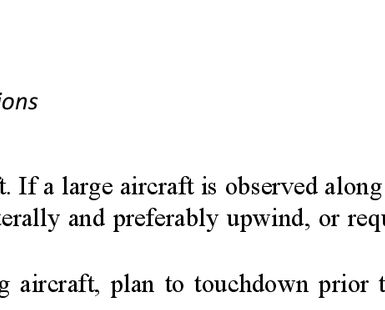 ions
t. If a large aircraft is observed along
terally and preferably upwind, or requ
g aircraft, plan to touchdown prior t